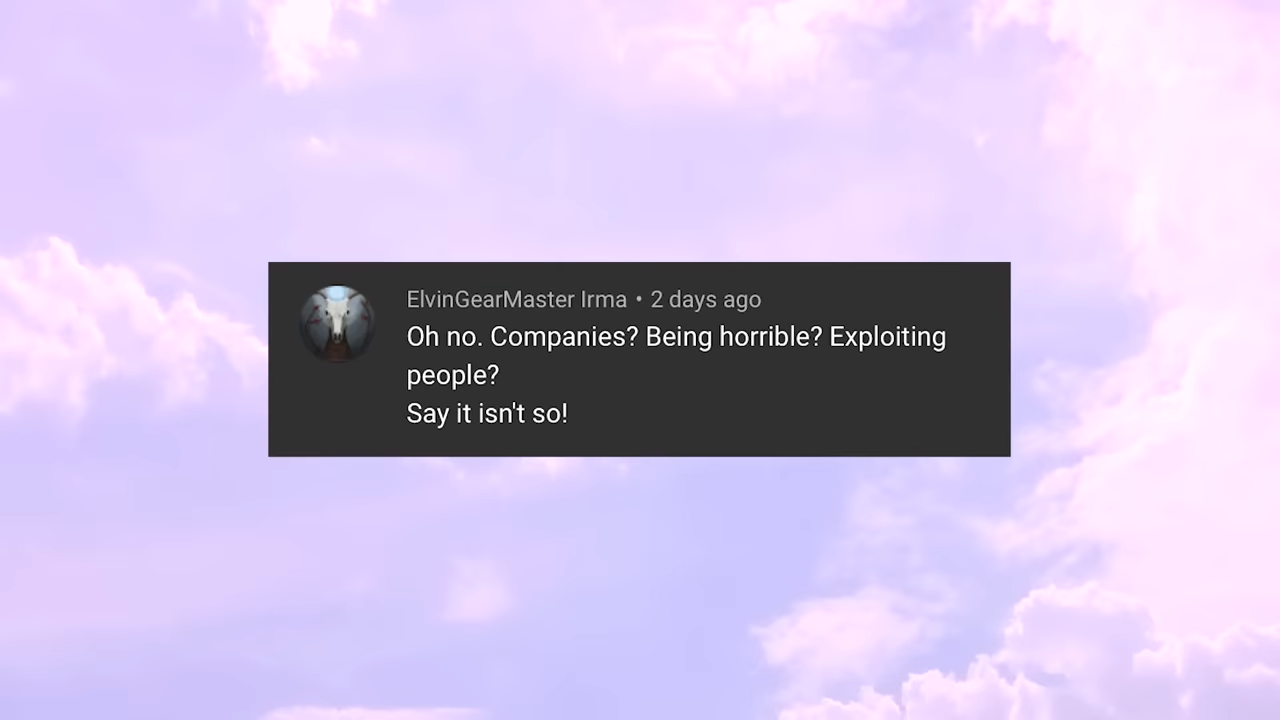 ElvinGearMaster Irma • 2 days ago
Oh no. Companies? Being horrible? Exploiting
people?
Say it isn't so!